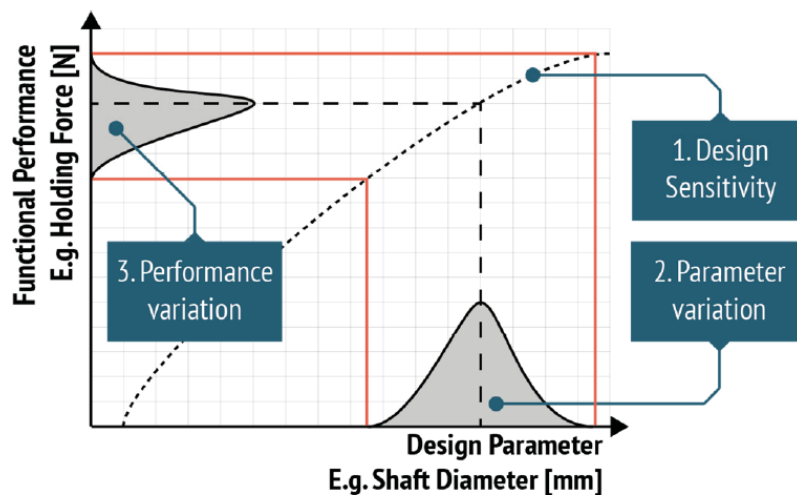 Functional Performance
E.g. Holding Force [N]
1. Design
Sensitivity
3. Performance
variation
2. Parameter
variation
Design Parameter
E.g. Shaft Diameter [mm]